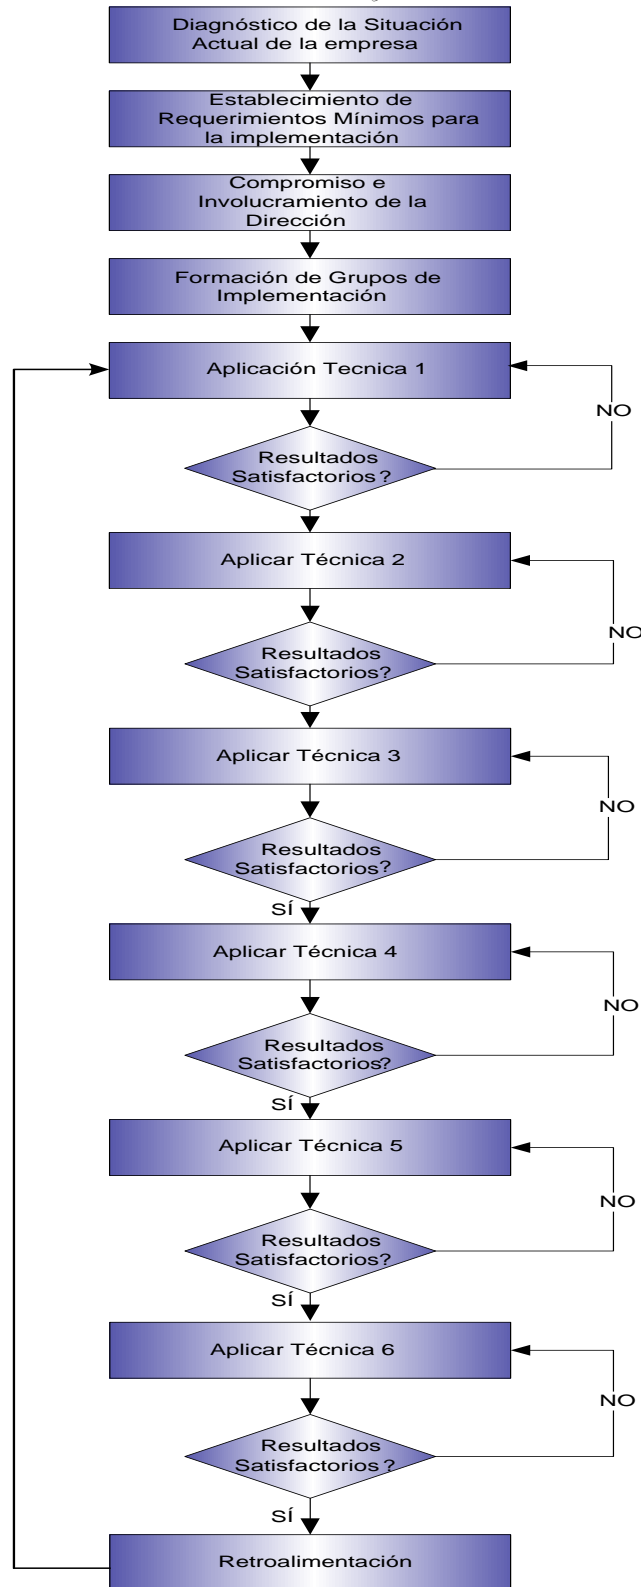 Diagnóstico de la Situación
Actual de la empresa
Establecimiento de
Requerimientos Mínimos para
la implementación
Compromiso e
Involucramiento de la
Dirección
Formación de Grupos de
Implementación
Aplicación Tecnica 1
NO
Resultados
Satisfactorios?
Aplicar Técnica 2
NO
Resultados
Satisfactorios?
Aplicar Técnica 3
NO
Resultados
Satisfactorios?
SÍ
Aplicar Técnica 4
NO
Resultados
Satisfactorios?
SÍ
Aplicar Técnica 5
NO
Resultados
Satisfactorios?
SÍ
Aplicar Técnica 6
NO
Resultados
Satisfactorios?
SÍ
Retroalimentación